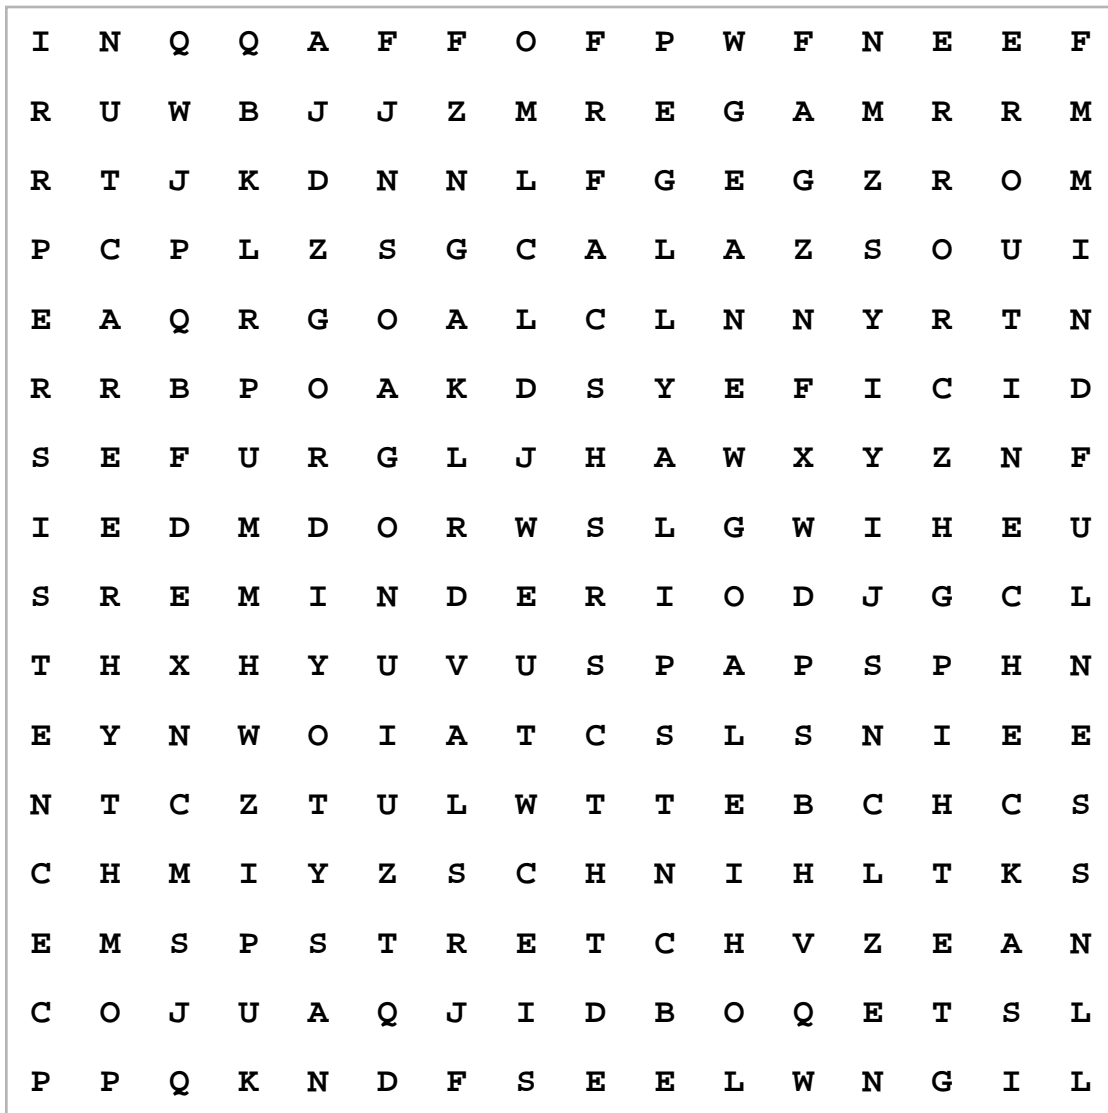 I N Q Q A F F O F P W F N E E F
R U W B J J Z M R E G A M R R M
R T J K D N N L F G E G Z R O M
P C P L Z S G C A L A Z S O U I
E A Q R G O A L C L N N Y R T N
R R B P O A K D S Y E F I C I D
S E F U R G L J H A W X Y Z N F
I E D M D O R W S L G W I H E U
S R E M I N D E R I O D J G C L
T H X H Y U V U S P A P S P H N
E Y N W O I A T C S L S N I E E
N T C Z T U L W T T E B C H C S
C H M I Y Z S C H N I H L T K S
E M S P S T R E T C H V Z E A N
C O J U A Q J I D B O Q E T S L
P P Q K N D F S E E L W N G I L